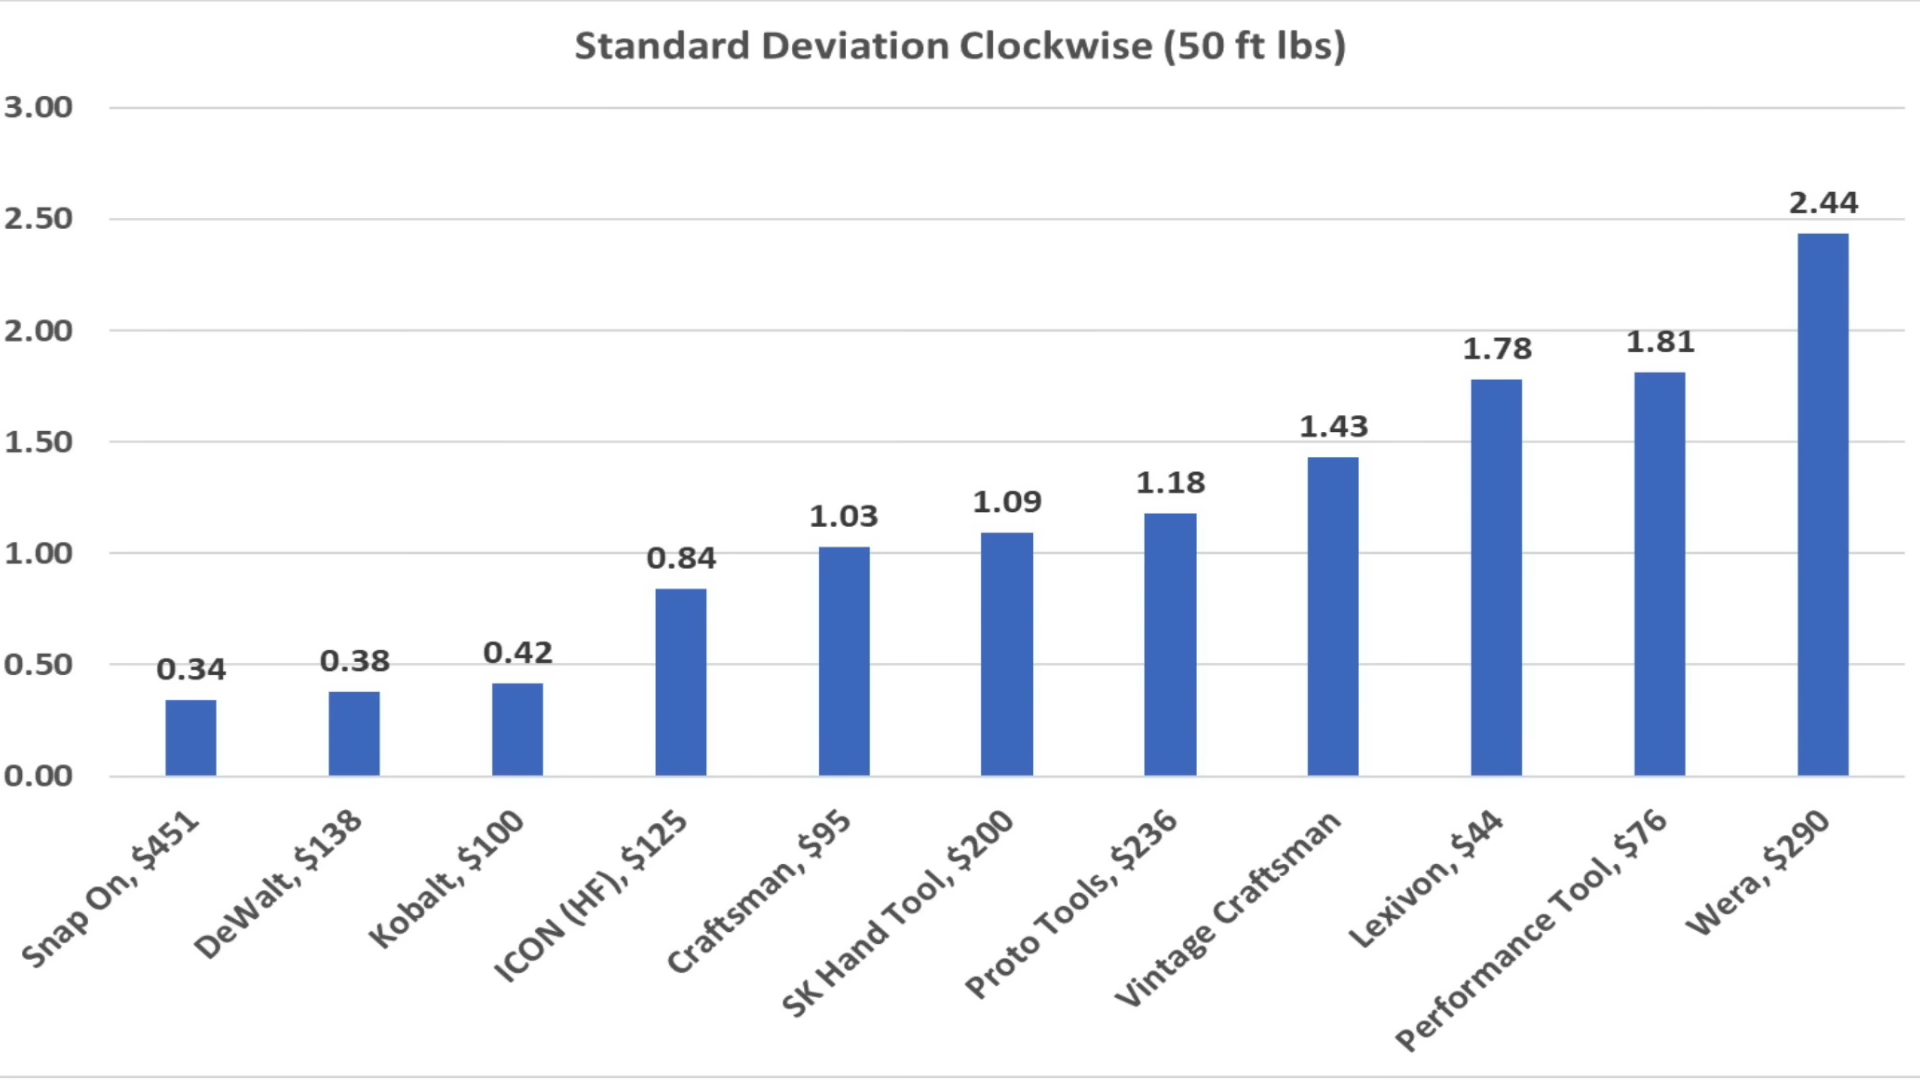 Standard Deviation Clockwise (50 ft lbs)
3.00
2.50
2.00
1.50
1.00
0.50
0.00
0.34
0.38
0.42
0.84
1.03
1.09
1.18
1.43
1.78
1.81
2.44
Snap On, $451
DeWalt, $138
Kobalt, $100
ICON (HF), $125
Craftsman, $95
SK Hand Tool, $200
Proto Tools, $236
Vintage Craftsman
Lexivon, $44
Performance Tool, $76
Wera, $290